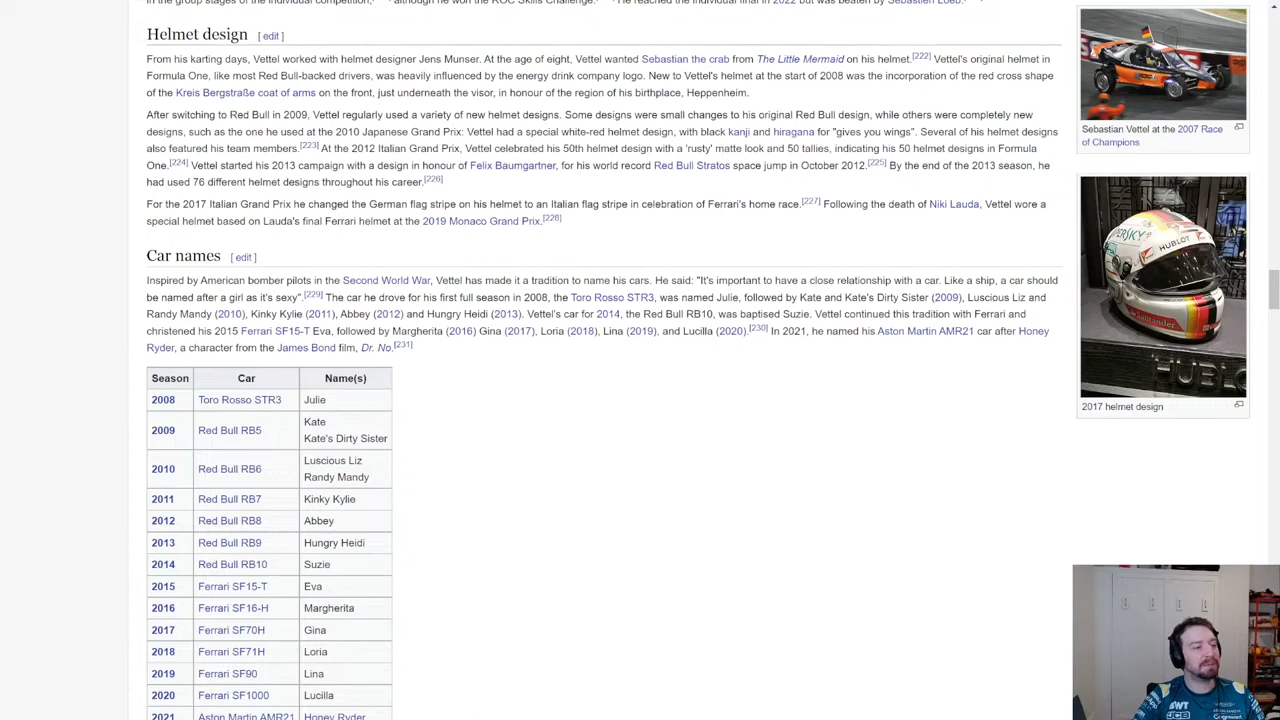 in the group stages of the individual competition, although he won the ROC Skills Challenge. He reached the individual final in 2022 but was beaten by Sebastien Loeb.
Helmet design [ edit ]
From his karting days, Vettel worked with helmet designer Jens Munser. At the age of eight, Vettel wanted Sebastian the crab from The Little Mermaid on his helmet.[222] Vettel's original helmet in
Formula One, like most Red Bull-backed drivers, was heavily influenced by the energy drink company logo. New to Vettel's helmet at the start of 2008 was the incorporation of the red cross shape
of the Kreis Bergstraße coat of arms on the front, just underneath the visor, in honour of the region of his birthplace, Heppenheim.
After switching to Red Bull in 2009, Vettel regularly used a variety of new helmet designs. Some designs were small changes to his original Red Bull design, while others were completely new
designs, such as the one he used at the 2010 Japanese Grand Prix: Vettel had a special white-red helmet design, with black kanji and hiragana for "gives you wings". Several of his helmet designs
also featured his team members.[223] At the 2012 Italian Grand Prix, Vettel celebrated his 50th helmet design with a 'rusty' matte look and 50 tallies, indicating his 50 helmet designs in Formula
One.[224] Vettel started his 2013 campaign with a design in honour of Felix Baumgartner, for his world record Red Bull Stratos space jump in October 2012.[225] By the end of the 2013 season, he
had used 76 different helmet designs throughout his career.[226]
For the 2017 Italian Grand Prix he changed the German flag stripe on his helmet to an Italian flag stripe in celebration of Ferrari's home race.[227] Following the death of Niki Lauda, Vettel wore a
special helmet based on Lauda's final Ferrari helmet at the 2019 Monaco Grand Prix.[228]
Car names [ edit ]
Inspired by American bomber pilots in the Second World War, Vettel has made it a tradition to name his cars. He said: "It's important to have a close relationship with a car. Like a ship, a car should
be named after a girl as it's sexy" [229] The car he drove for his first full season in 2008, the Toro Rosso STR3, was named Julie, followed by Kate and Kate's Dirty Sister (2009), Luscious Liz and
Randy Mandy (2010), Kinky Kylie (2011), Abbey (2012) and Hungry Heidi (2013). Vettel's car for 2014, the Red Bull RB10, was baptised Suzie. Vettel continued this tradition with Ferrari and
christened his 2015 Ferrari SF15-T Eva, followed by Margherita (2016) Gina (2017), Loria (2018), Lina (2019), and Lucilla (2020).[230] In 2021, he named his Aston Martin AMR21 car after Honey
Ryder, a character from the James Bond film, Dr. No.[231]
Season Car Name(s)
2008 Toro Rosso STR3 Julie
2009 Red Bull RB5 Kate
Kate's Dirty Sister
2010 Red Bull RB6 Luscious Liz
Randy Mandy
2011 Red Bull RB7 Kinky Kylie
2012 Red Bull RB8 Abbey
2013 Red Bull RB9 Hungry Heidi
2014 Red Bull RB10 Suzie
2015 Ferrari SF15-T Eva
2016 Ferrari SF16-H Margherita
2017 Ferrari SF70H Gina
2018 Ferrari SF71H Loria
2019 Ferrari SF90 Lina
2020 Ferrari SF1000 Lucilla
2021 Aston Martin AMR21 Honey Ryder
Sebastian Vettel at the 2007 Race
of Champions
HUBLOT
Santander
HUBL
2017 helmet design
JCB